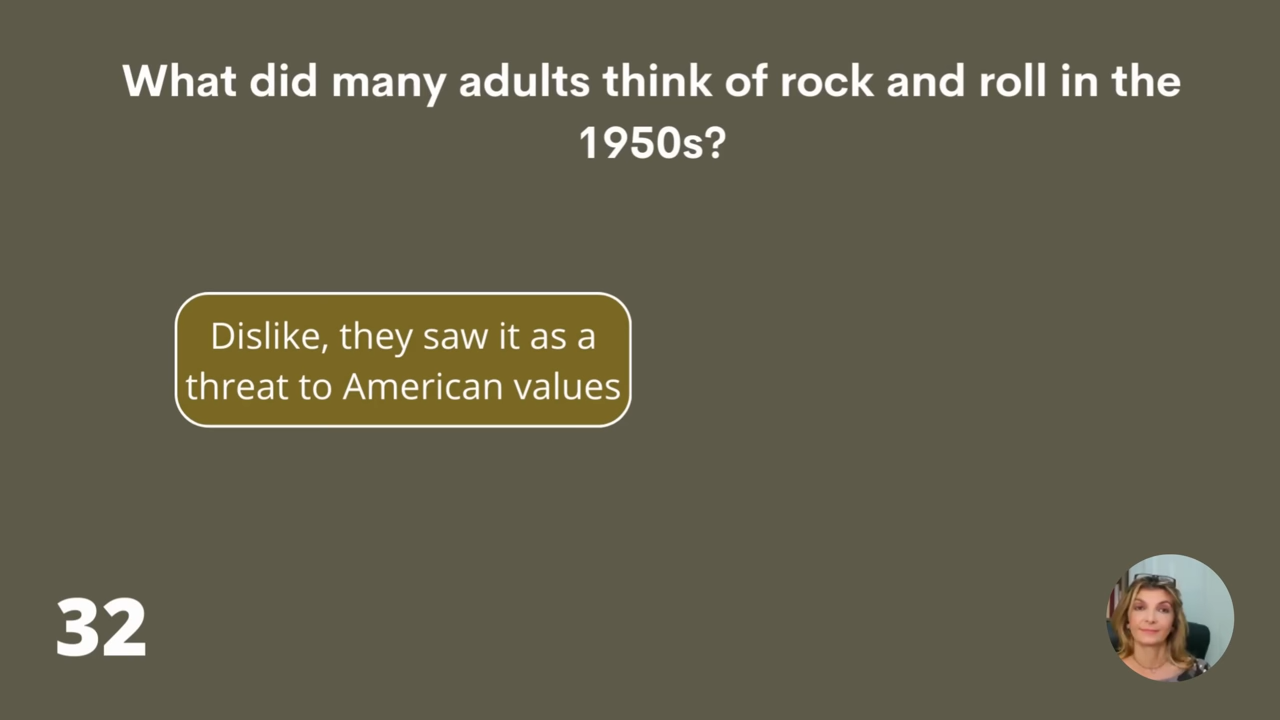 What did many adults think of rock and roll in the
1950s?
Dislike, they saw it as a
threat to American values
32